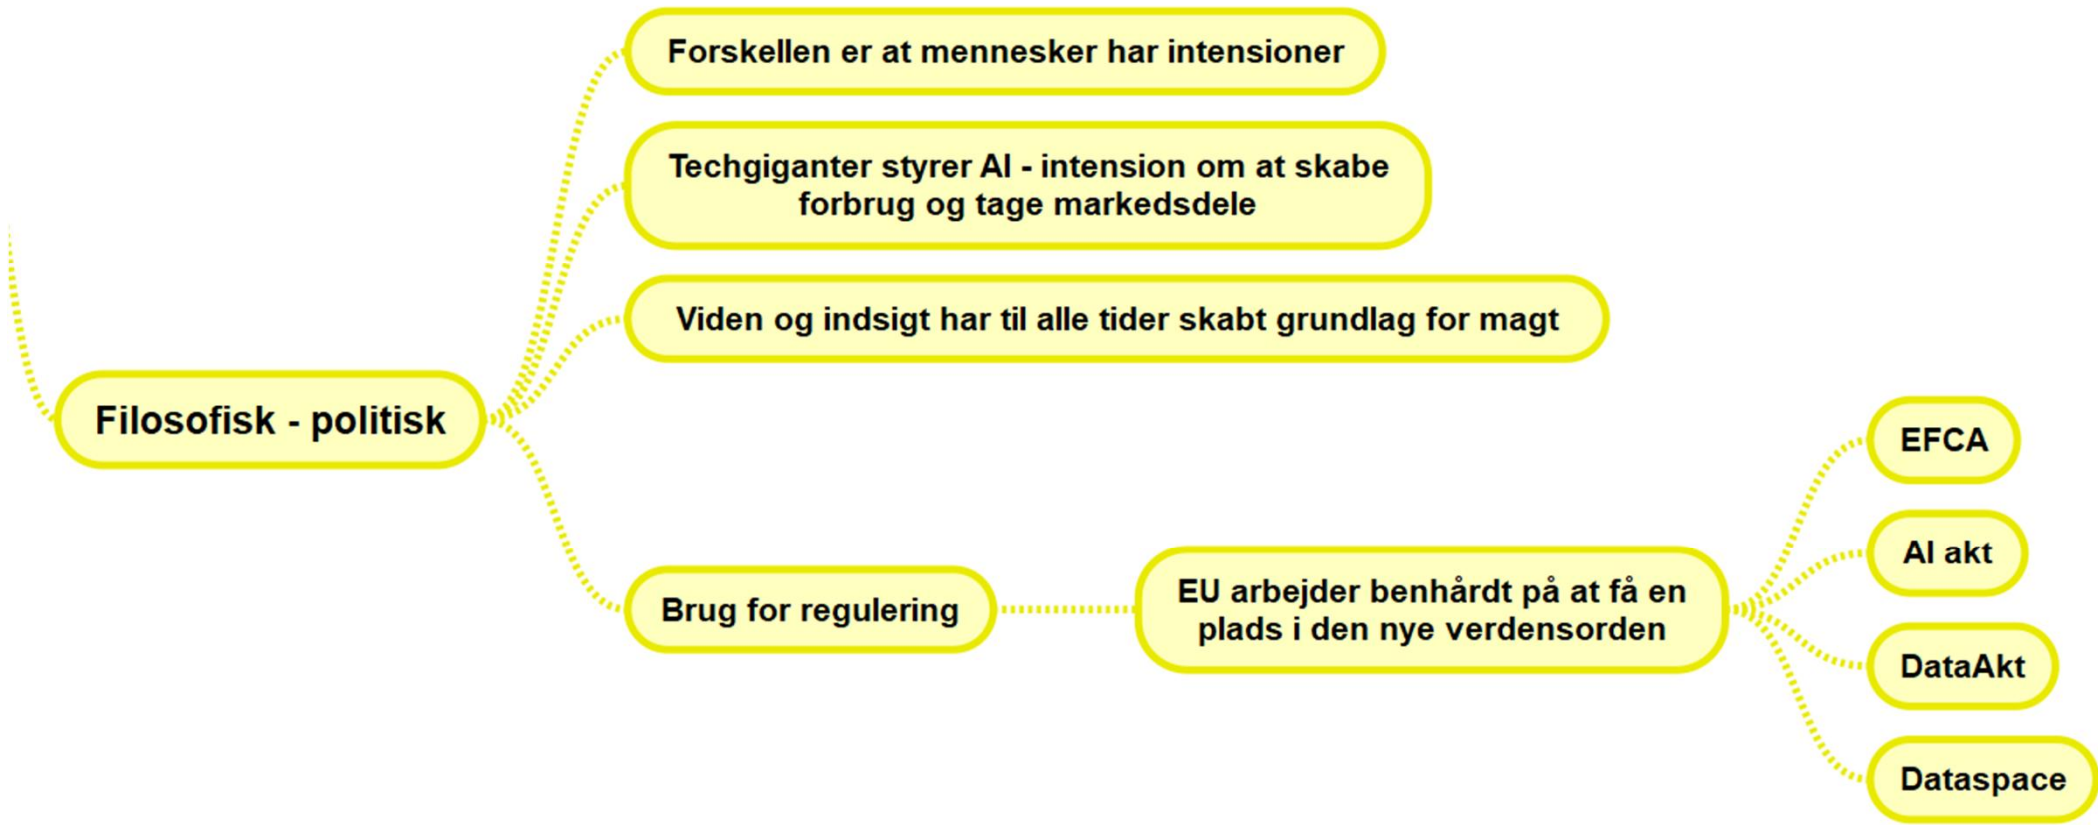 Forskellen er at mennesker har intensioner
Techgiganter styrer AI - intension om at skabe
forbrug og tage markedsdele
Viden og indsigt har til alle tider skabt grundlag for magt
Filosofisk - politisk
Brug for regulering
EU arbejder benhårdt på at få en
plads i den nye verdensorden
EFCA
AI akt
DataAkt
Dataspace